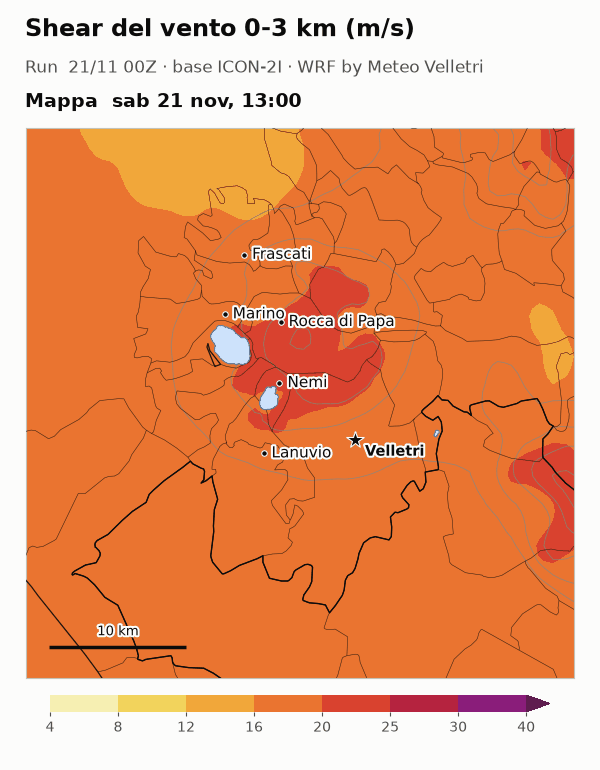 Shear del vento 0-3 km (m/s)
Run  21/11 00Z · base ICON-2I · WRF by Meteo Velletri
Mappa  sab 21 nov, 13:00
Frascati
Marino
Rocca di Papa
Nemi
Velletri
Lanuvio
10 km
4 8 12 16 20 25 30 40